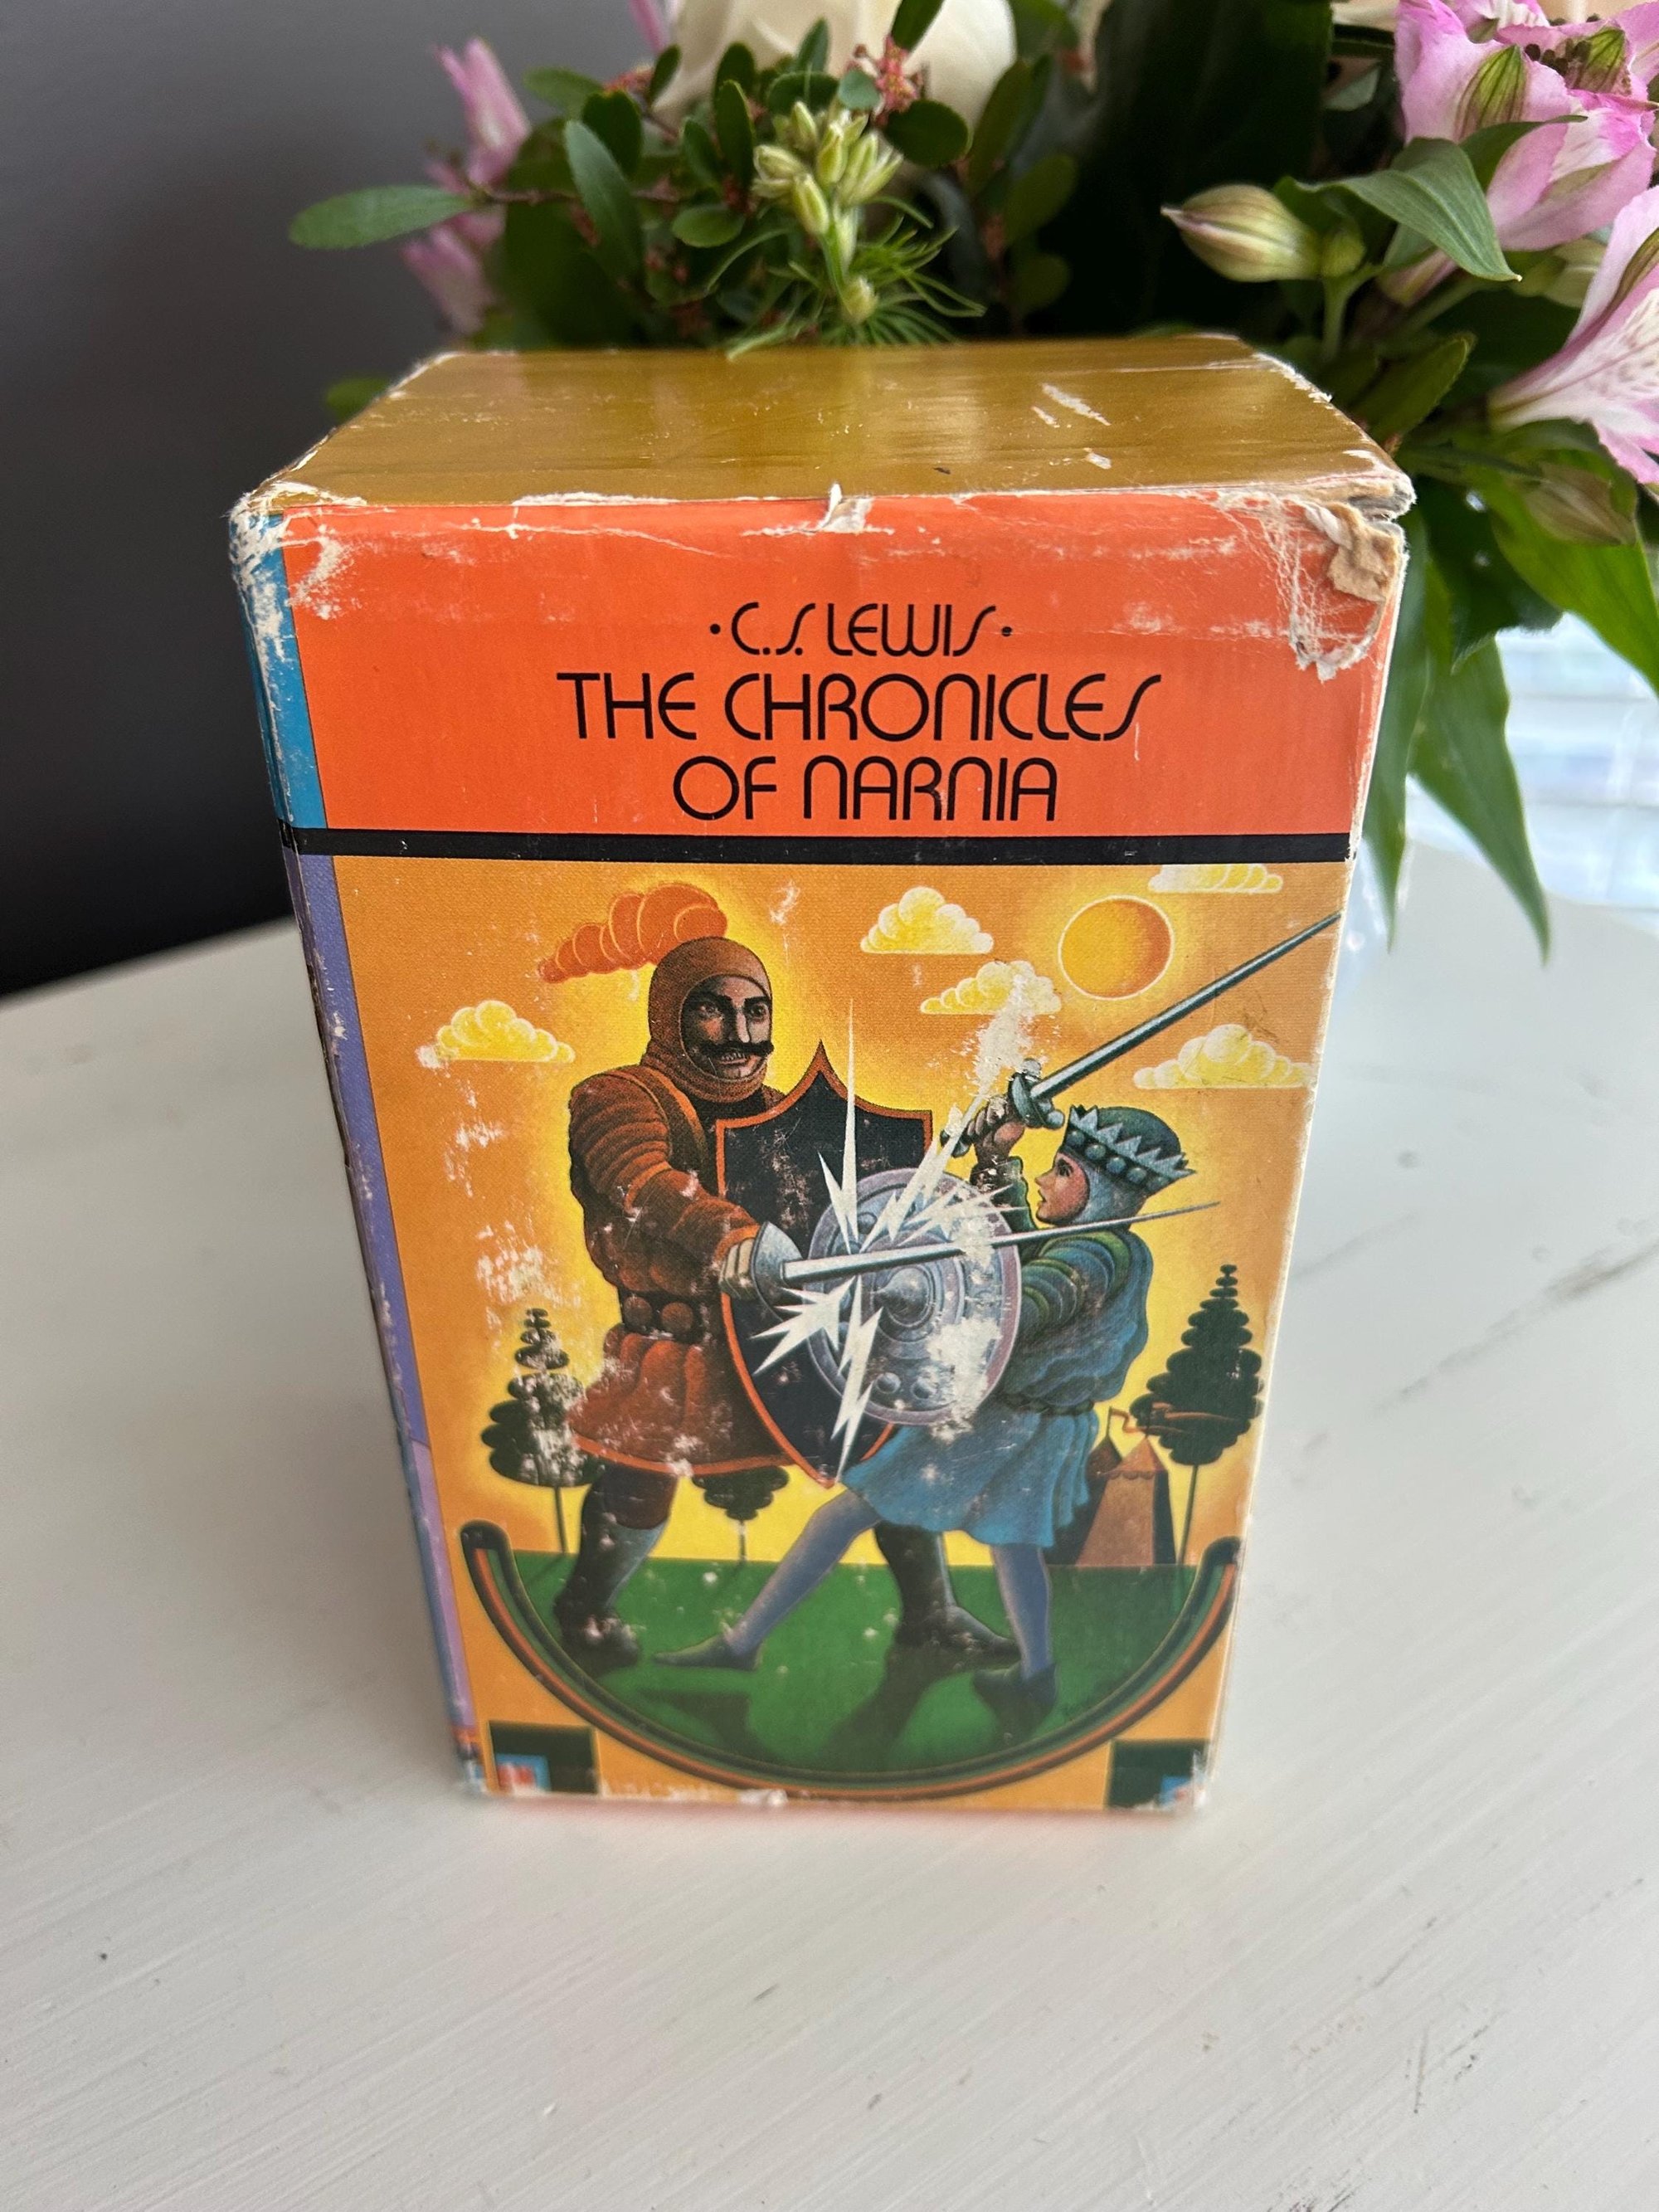 ·C.S. LEWIS·
THE CHRONICLES
OF NARNIA